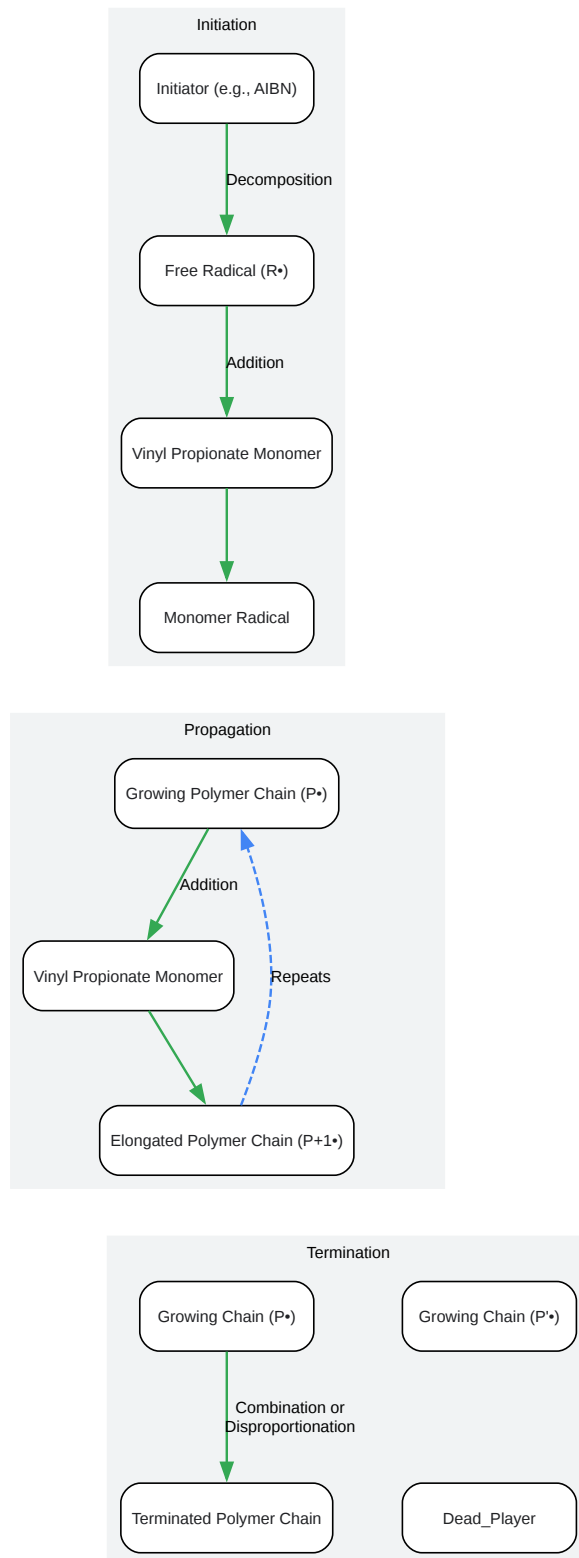 Initiation
Initiator (e.g., AIBN)
Decomposition
Free Radical (R•)
Addition
Vinyl Propionate Monomer
Monomer Radical
Propagation
Growing Polymer Chain (P•)
Addition
Vinyl Propionate Monomer
Repeats
Elongated Polymer Chain (P+1•)
Termination
Growing Chain (P•)
Growing Chain (P'•)
Combination or
Disproportionation
Terminated Polymer Chain
Dead_Player